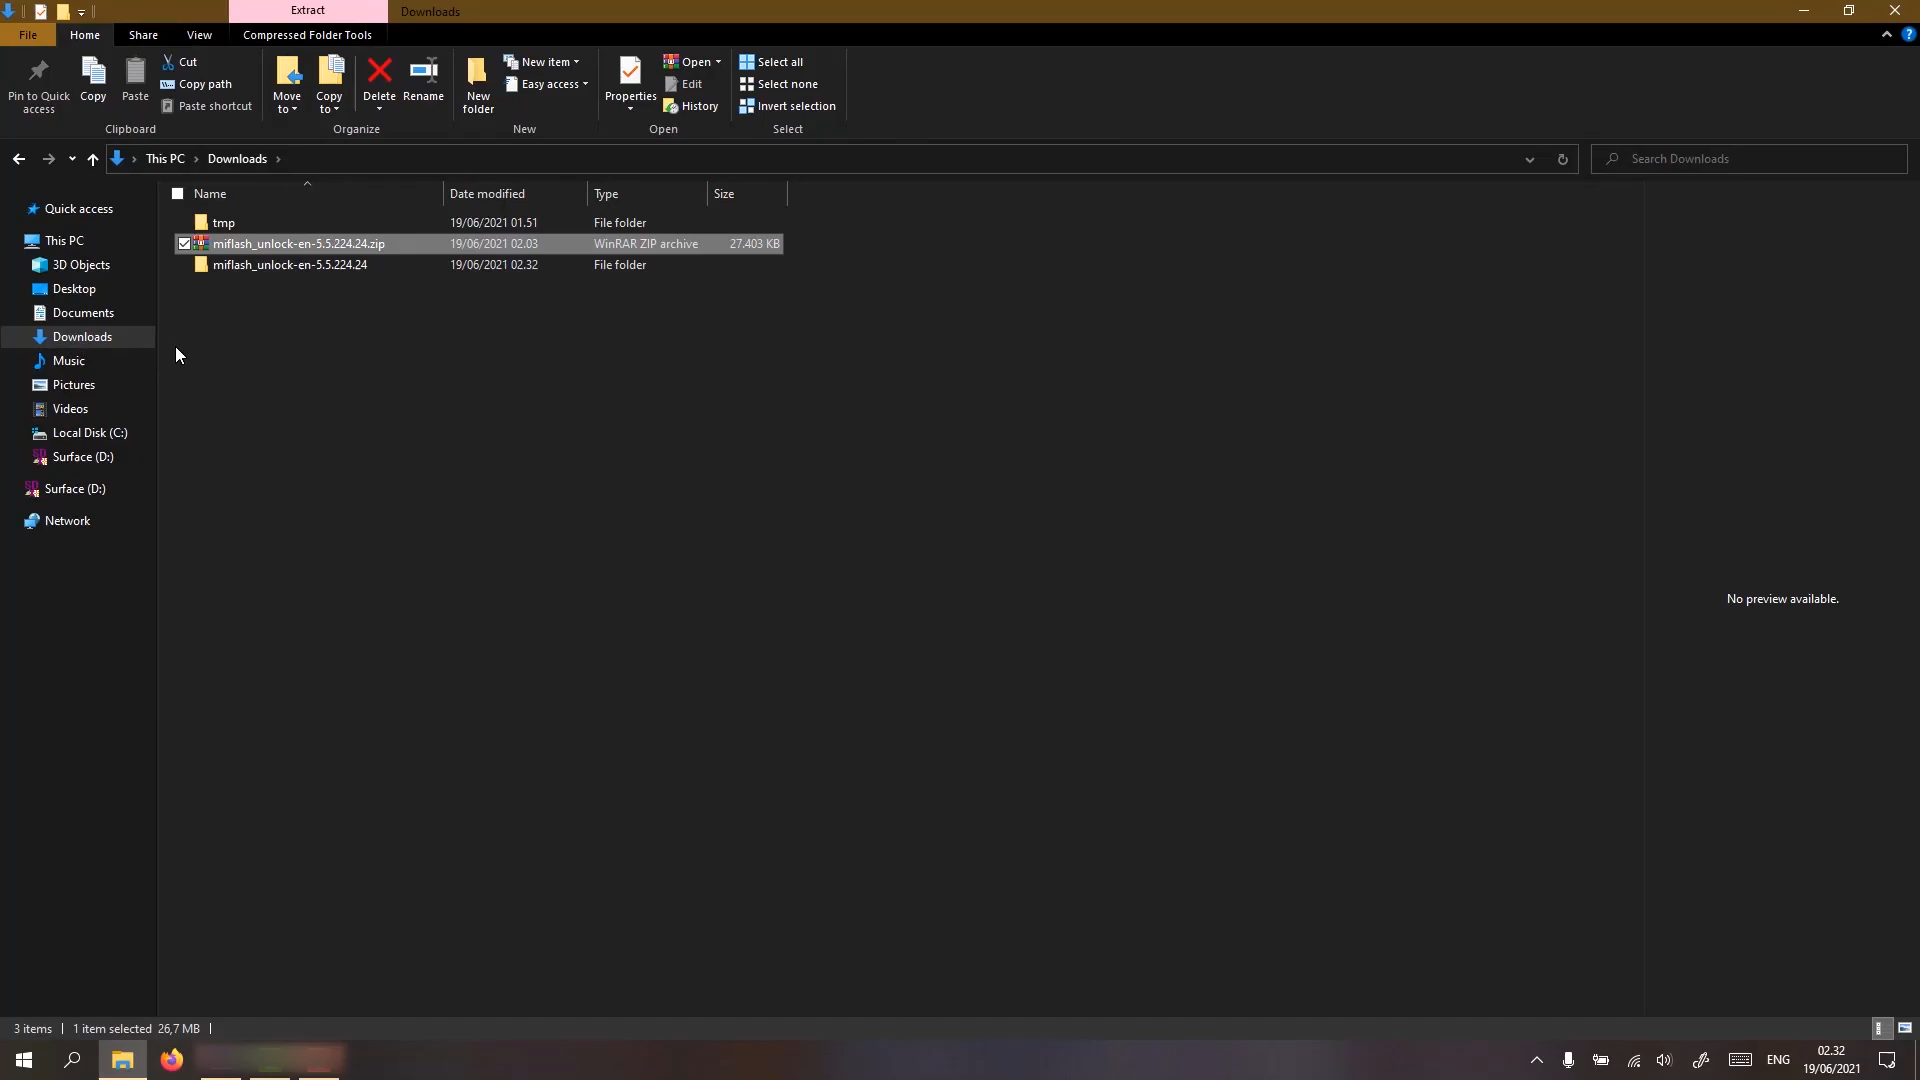 Extract
Downloads
File
Home
Share
View
Compressed Folder Tools
Pin to Quick
access
Copy
Paste
Cut
Copy path
Paste shortcut
Clipboard
Move
to
Copy
to
Delete
Rename
Organize
New
folder
New item
Easy access
New
Properties
Open
Edit
History
Open
Select all
Select none
Invert selection
Select
This PC
Downloads
Search Downloads
Quick access
This PC
3D Objects
Desktop
Documents
Downloads
Music
Pictures
Videos
Local Disk (C:)
Surface (D:)
Surface (D:)
Network
Name Date modified Type Size
tmp 19/06/2021 01.51 File folder
miflash_unlock-en-5.5.224.24.zip 19/06/2021 02.03 WinRAR ZIP archive 27.403 KB
miflash_unlock-en-5.5.224.24 19/06/2021 02.32 File folder
No preview available.
3 items 1 item selected 26,7 MB
ENG
02.32
19/06/2021